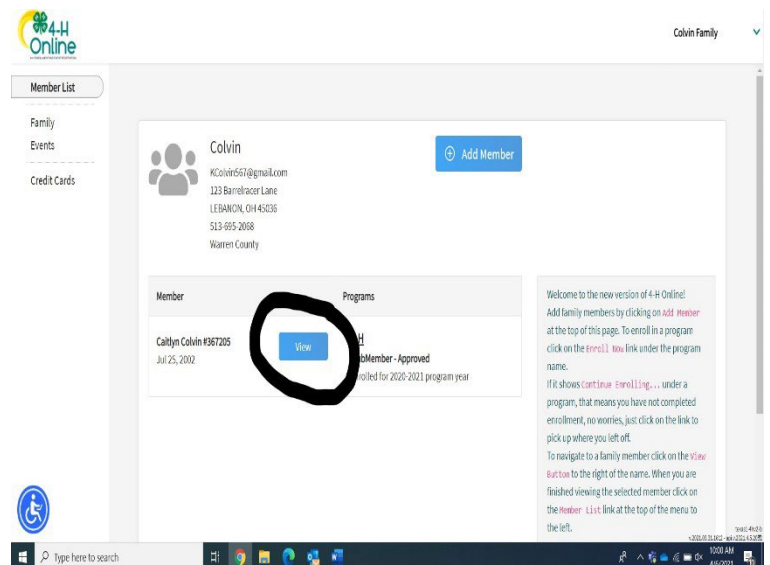 4-H
Online
Colvin Family
Member List
Family
Events
Credit Cards
Colvin
KColvin567@gmail.com
123 Barrelracer Lane
LEBANON, OH 45036
513-695-2068
Warren County
Add Member
Member
Programs
Caitlyn Colvin #367205
Jul 25, 2002
View
H
bMember - Approved
rolled for 2020-2021 program year
Welcome to the new version of 4-H Online!
Add family members by clicking on Add Member
at the top of this page. To enroll in a program
click on the Enroll Now link under the program
name.
If it shows Continue Enrolling... under a
program, that means you have not completed
enrollment, no worries, just click on the link to
pick up where you left off.
To navigate to a family member click on the View
Button to the right of the name. When you are
finished viewing the selected member click on
the Member List link at the top of the menu to
the left.
Type here to search
10:00 AM
4/6/2021